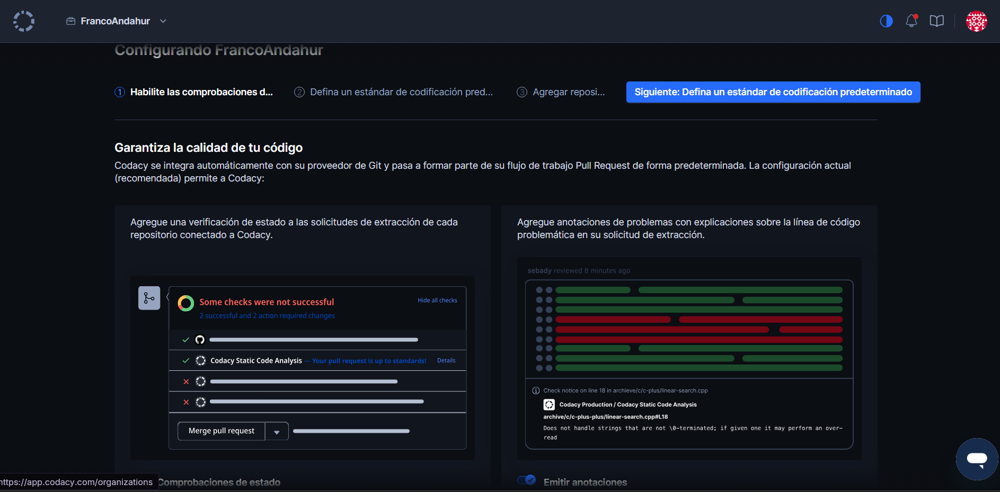 FrancoAndahur
Configurando FrancoAndahur
1 Habilite las comprobaciones d...
2 Defina un estándar de codificación pred...
3 Agregar reposi...
Siguiente: Defina un estándar de codificación predeterminado
Garantiza la calidad de tu código
Codacy se integra automáticamente con su proveedor de Git y pasa a formar parte de su flujo de trabajo Pull Request de forma predeterminada. La configuración actual
(recomendada) permite a Codacy:
Agregue una verificación de estado a las solicitudes de extracción de cada
repositorio conectado a Codacy.
Some checks were not successful
Hide all checks
2 successful and 2 action required changes
Codacy Static Code Analysis — Your pull request is up to standards! Details
Merge pull request
Comprobaciones de estado
Agregue anotaciones de problemas con explicaciones sobre la línea de código
problemática en su solicitud de extracción.
sebady reviewed 8 minutes ago
Check notice on line 18 in archieve/c/c-plus/linear-search.cpp
Codacy Production / Codacy Static Code Analysis
archive/c/c-plus-plus/linear-search.cpp#L18
Does not handle strings that are not \0-terminated; if given one it may perform an over-
read
Emitir anotaciones
https://app.codacy.com/organizations